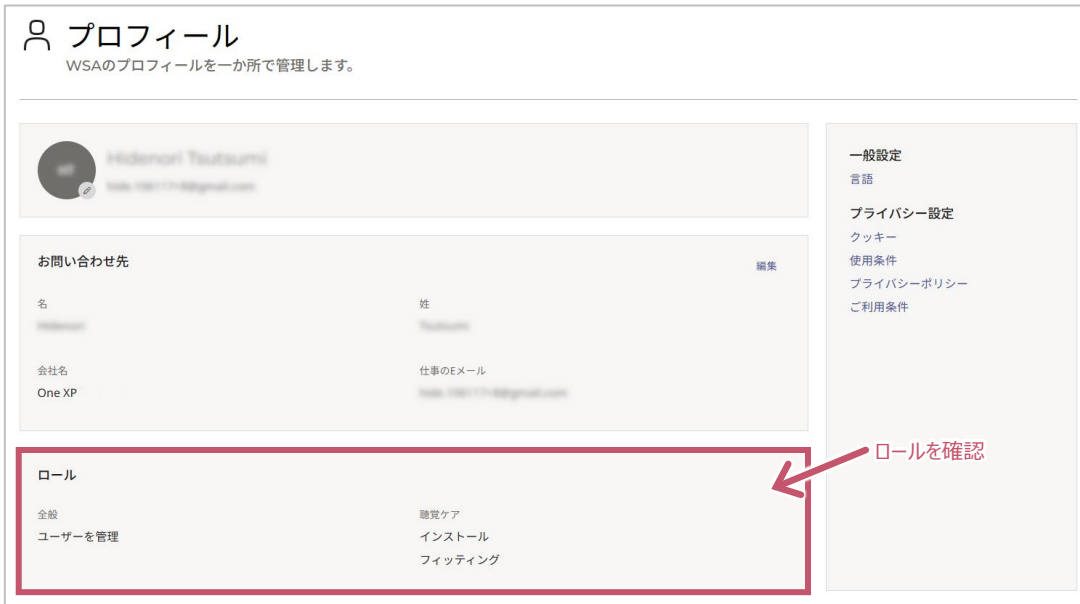 プロフィール
WSAのプロフィールを一か所で管理します。
お問い合わせ先
編集
名
姓
会社名
仕事のEメール
One XP
ロール
全般
聴覚ケア
ユーザーを管理
インストール
フィッティング
一般設定
言語
プライバシー設定
クッキー
使用条件
プライバシーポリシー
ご利用条件
ロールを確認